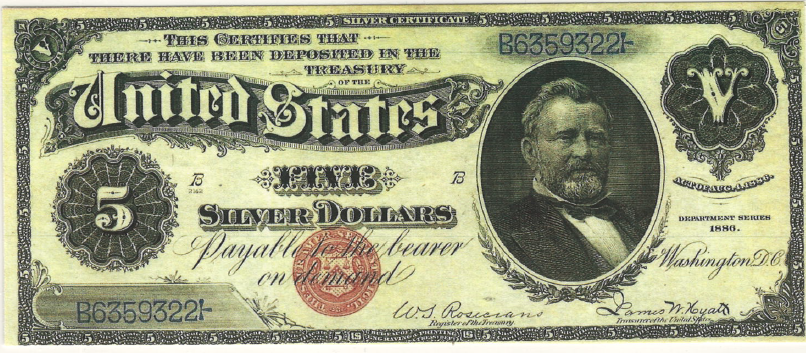 SILVER CERTIFICATE
THIS CERTIFIES THAT
THERE HAVE BEEN DEPOSITED IN THE
TREASURY
OF THE
United States
B6359322
V
V
ACT OF AUG. 4, 1886.
5
B
FIVE
B
SILVER DOLLARS
DEPARTMENT SERIES
1886.
Payable to the bearer
on demand
Washington D.C.
B6359322
W.S. Rosecrans
Register of the Treasury
James W. Hyatt
Treasurer of the United States